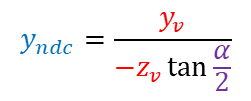 y_ndc = y_v / (-z_v tan α/2)